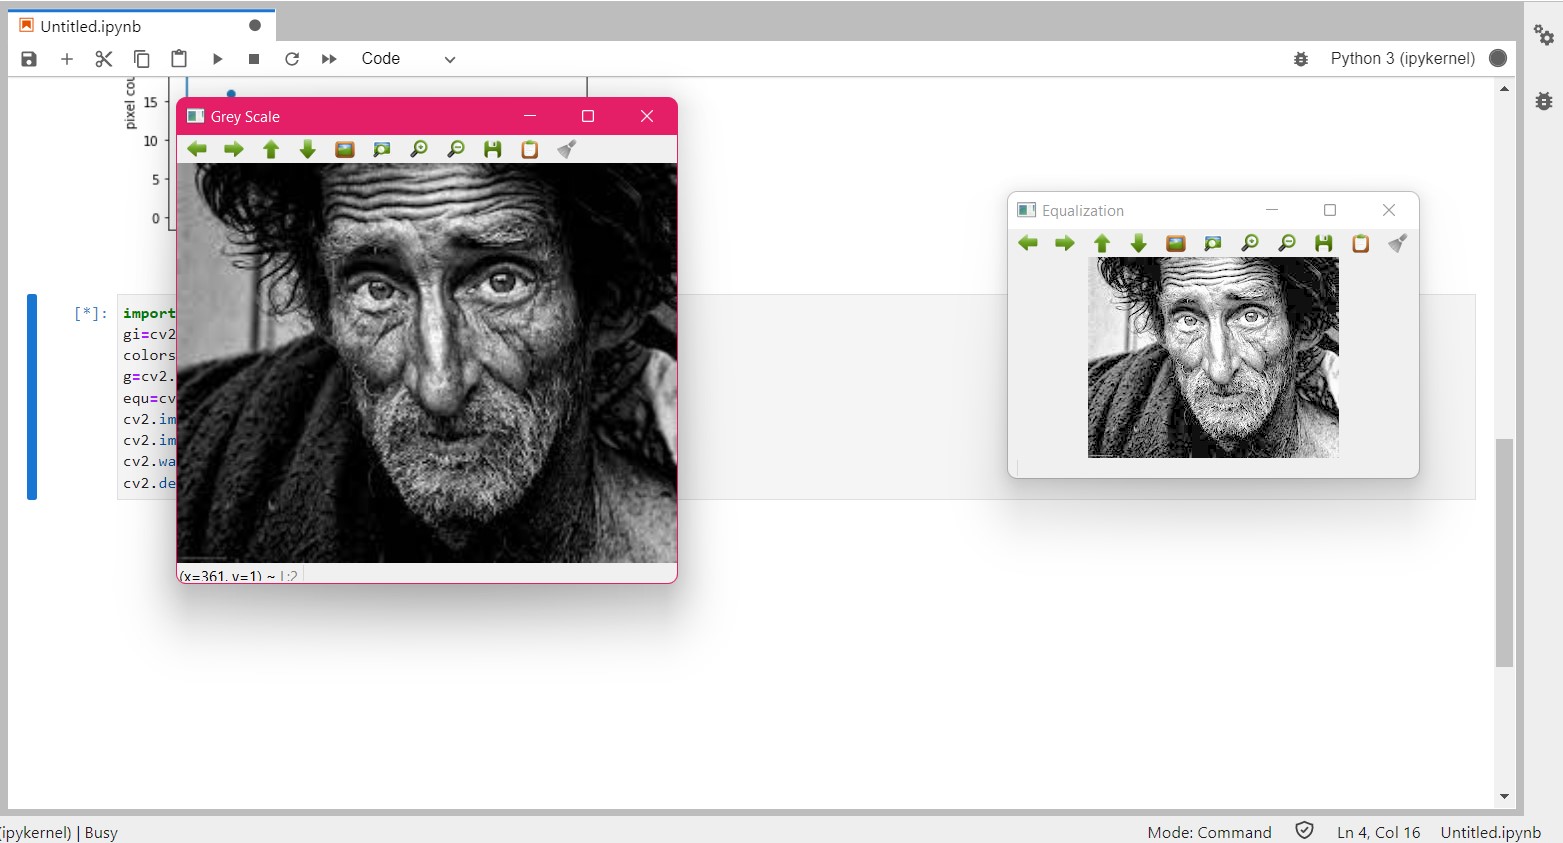 Untitled.ipynb
Code
Python 3 (ipykernel)
15
10
5
0
Grey Scale
(x=361, y=1) ~ L:2
Equalization
[*]:
import
gi=cv2
colors
g=cv2.
equ=cv
cv2.im
cv2.im
cv2.wa
cv2.de
(ipykernel) | Busy
Mode: Command
Ln 4, Col 16
Untitled.ipynb